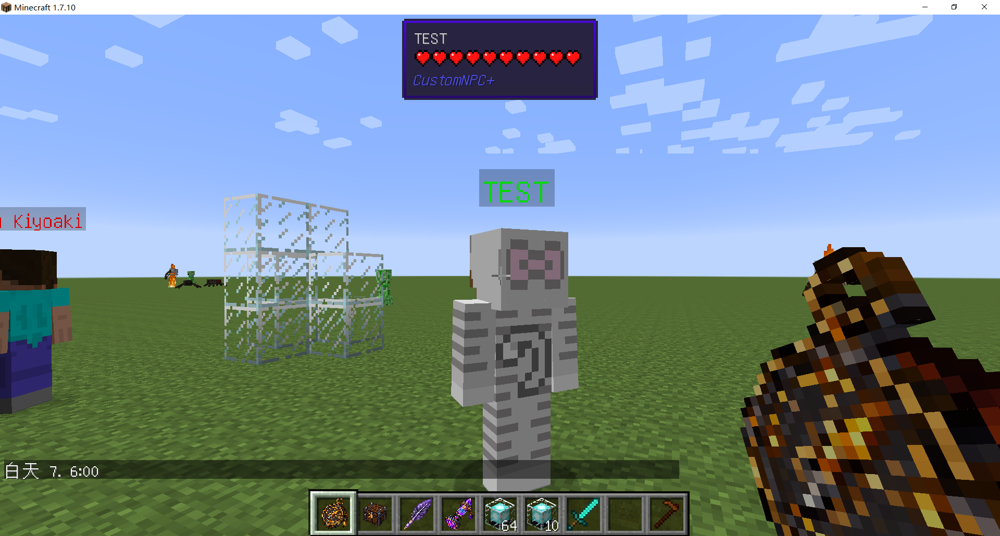 Minecraft 1.7.10
TEST
CustomNPC+
TEST
Kiyoaki
白天 7. 6:00
64
10